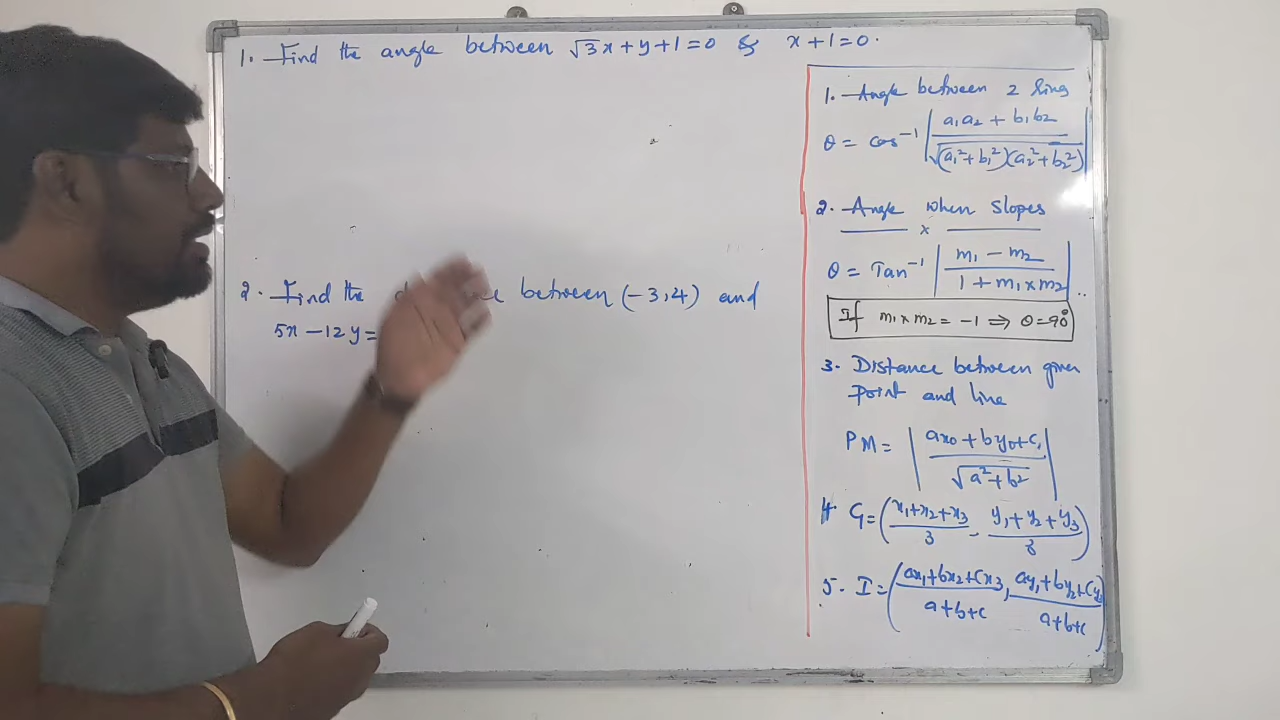 1. Find the angle between √3x+y+1=0 & x+1=0.
2. Find the between (-3,4) and
5x-12y=
1. Angle between 2 lines
θ = cos⁻¹ |(a₁a₂ + b₁b₂)/√((a₁²+b₁²)(a₂²+b₂²))|
2. Angle when slopes
θ = Tan⁻¹ |(m₁ - m₂)/(1 + m₁×m₂)|
If m₁×m₂ = -1 ⇒ θ=90°
3. Distance between given
point and line
PM = |(ax₀ + by₀ + c)/√(a²+b²)|
4. G=((x₁+x₂+x₃)/3, (y₁+y₂+y₃)/3)
5. I=((ax₁+bx₂+cx₃)/(a+b+c), (ay₁+by₂+cy₃)/(a+b+c))